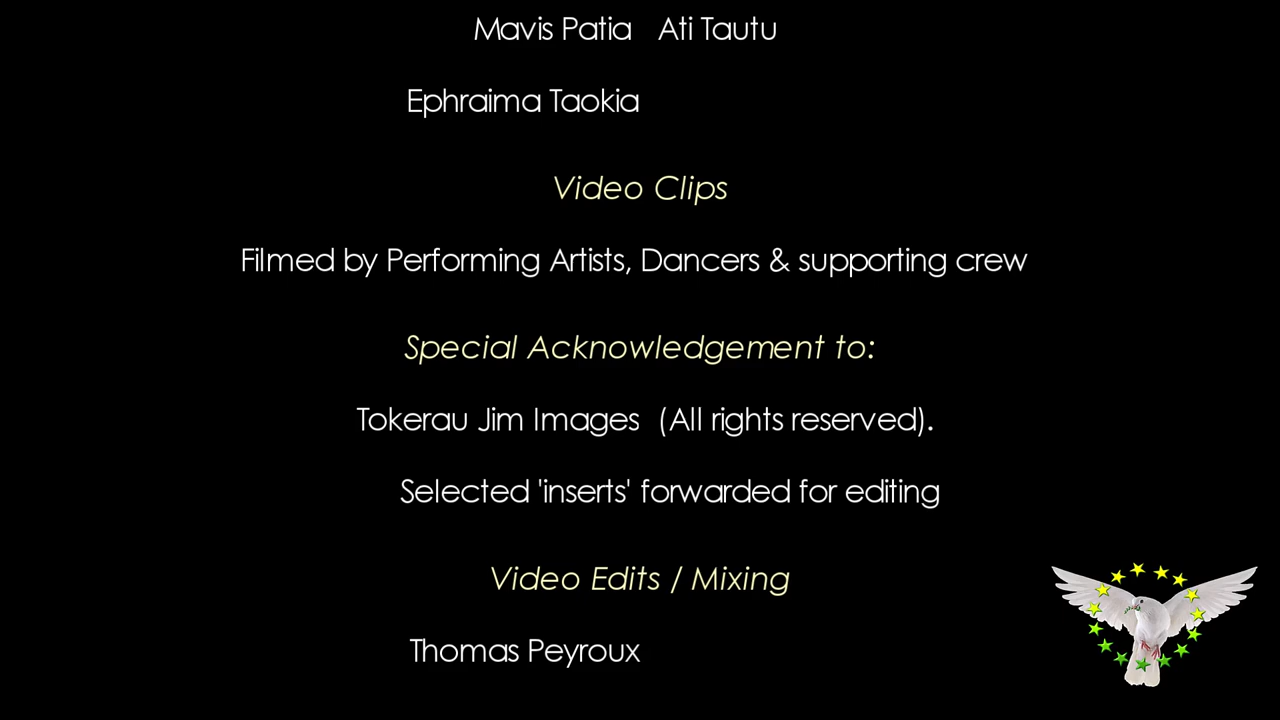 Mavis Patia Ati Tautu
Ephraima Taokia
Video Clips
Filmed by Performing Artists, Dancers & supporting crew
Special Acknowledgement to:
Tokerau Jim Images (All rights reserved).
Selected 'inserts' forwarded for editing
Video Edits / Mixing
Thomas Peyroux